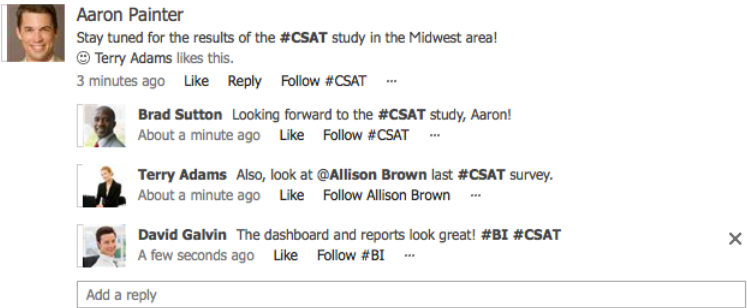 Aaron Painter
Stay tuned for the results of the #CSAT study in the Midwest area!
☺ Terry Adams likes this.
3 minutes ago Like Reply Follow #CSAT ···
Brad Sutton Looking forward to the #CSAT study, Aaron!
About a minute ago Like Follow #CSAT ···
Terry Adams Also, look at @Allison Brown last #CSAT survey.
About a minute ago Like Follow Allison Brown ···
David Galvin The dashboard and reports look great! #BI #CSAT
A few seconds ago Like Follow #BI ···
Add a reply